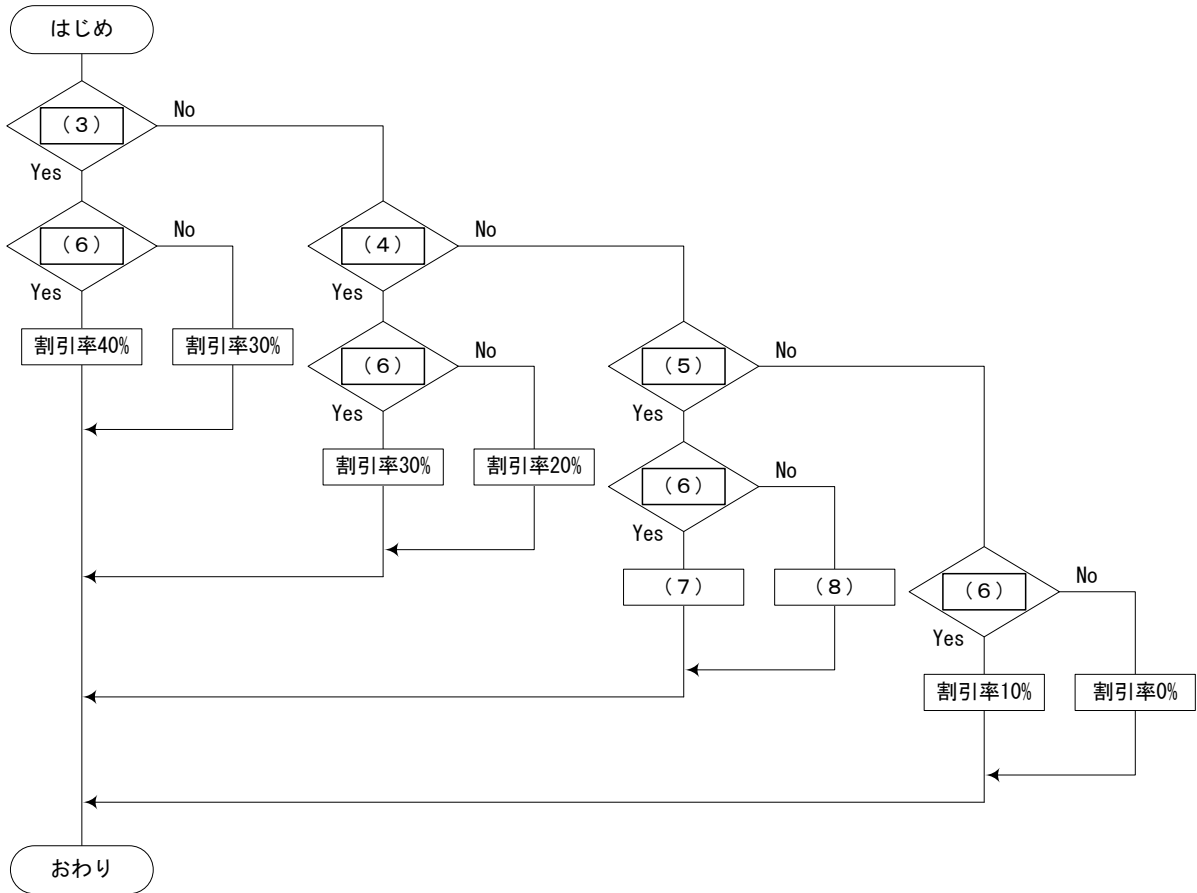 はじめ
(3)
No
Yes
(6)
No
(4)
No
Yes
Yes
割引率40%
割引率30%
(6)
No
(5)
No
Yes
Yes
割引率30%
割引率20%
(6)
No
Yes
(7)
(8)
(6)
No
Yes
割引率10%
割引率0%
おわり